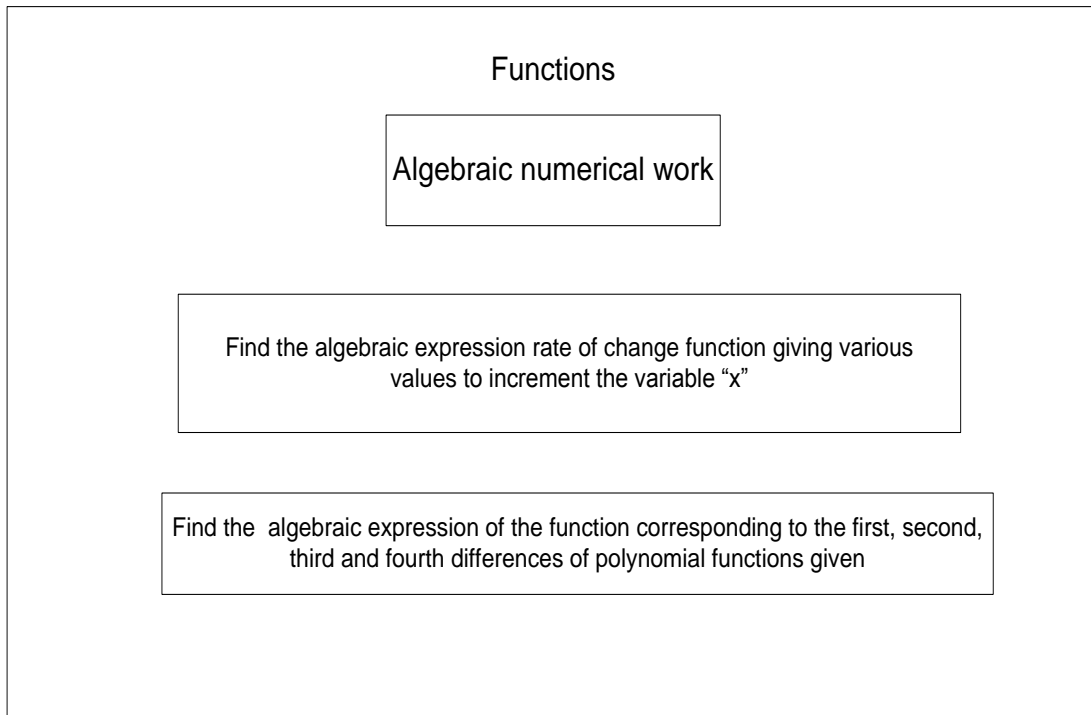 Functions
Algebraic numerical work
Find the algebraic expression rate of change function giving various
values to increment the variable “x”
Find the  algebraic expression of the function corresponding to the first, second,
third and fourth differences of polynomial functions given